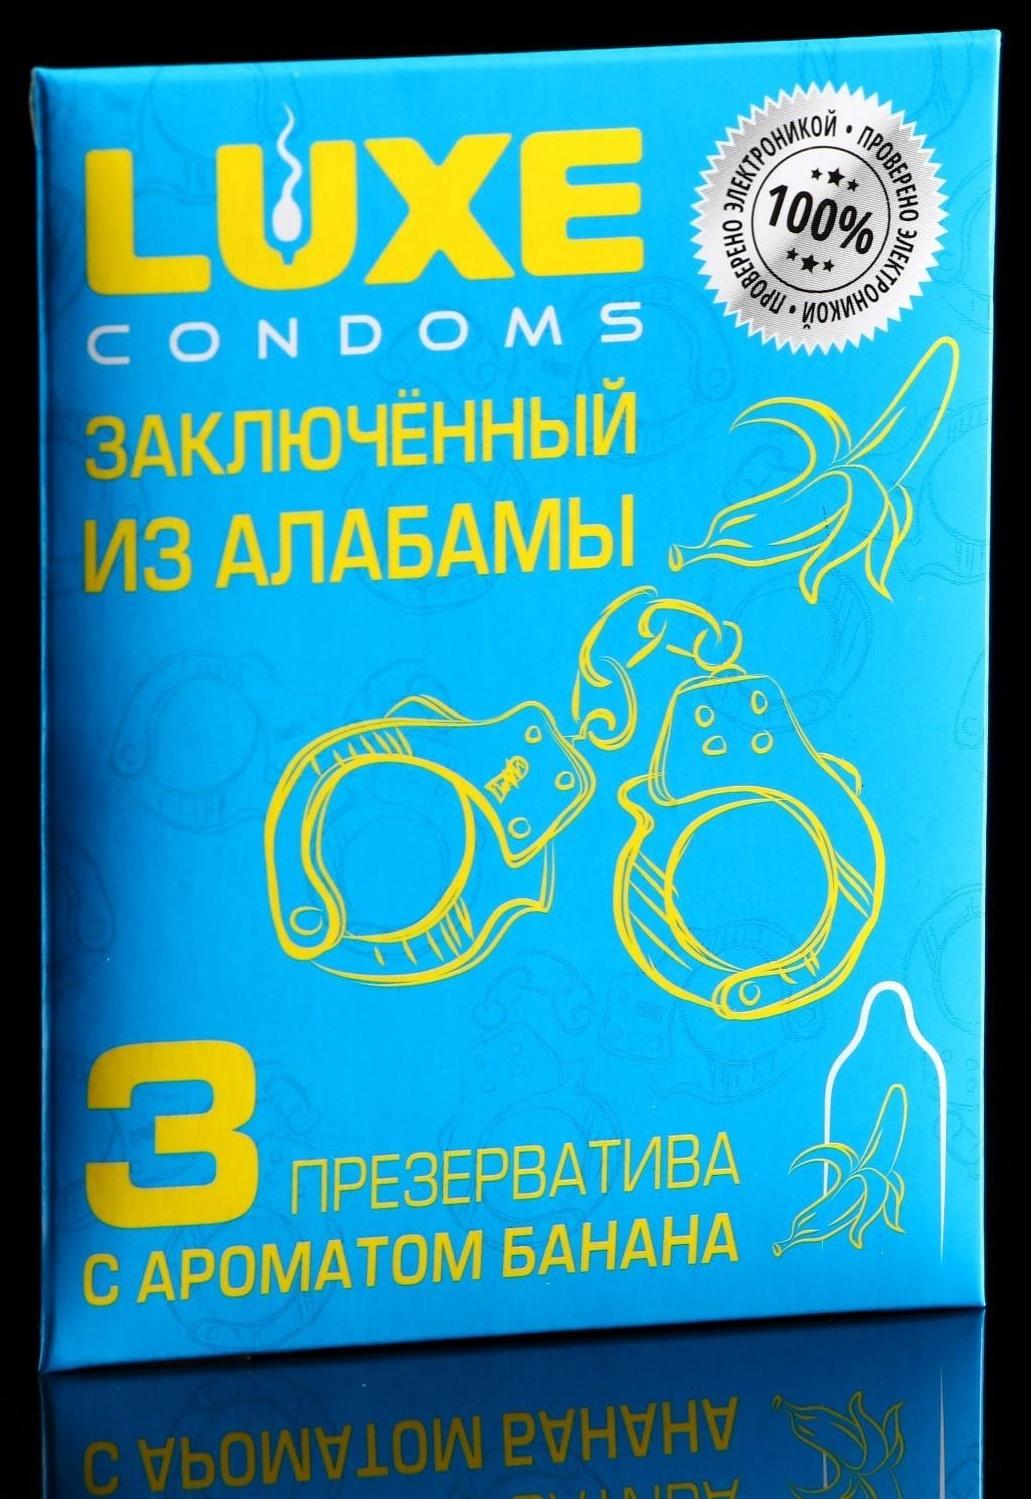 LUXE
CONDOMS
ПРОВЕРЕНО ЭЛЕКТРОНИКОЙ • ПРОВЕРЕНО ЭЛЕКТРОНИКОЙ •
100%
ЗАКЛЮЧЁННЫЙ
ИЗ АЛАБАМЫ
3 ПРЕЗЕРВАТИВА
С АРОМАТОМ БАНАНА
С АРОМАТОМ БАНАНА